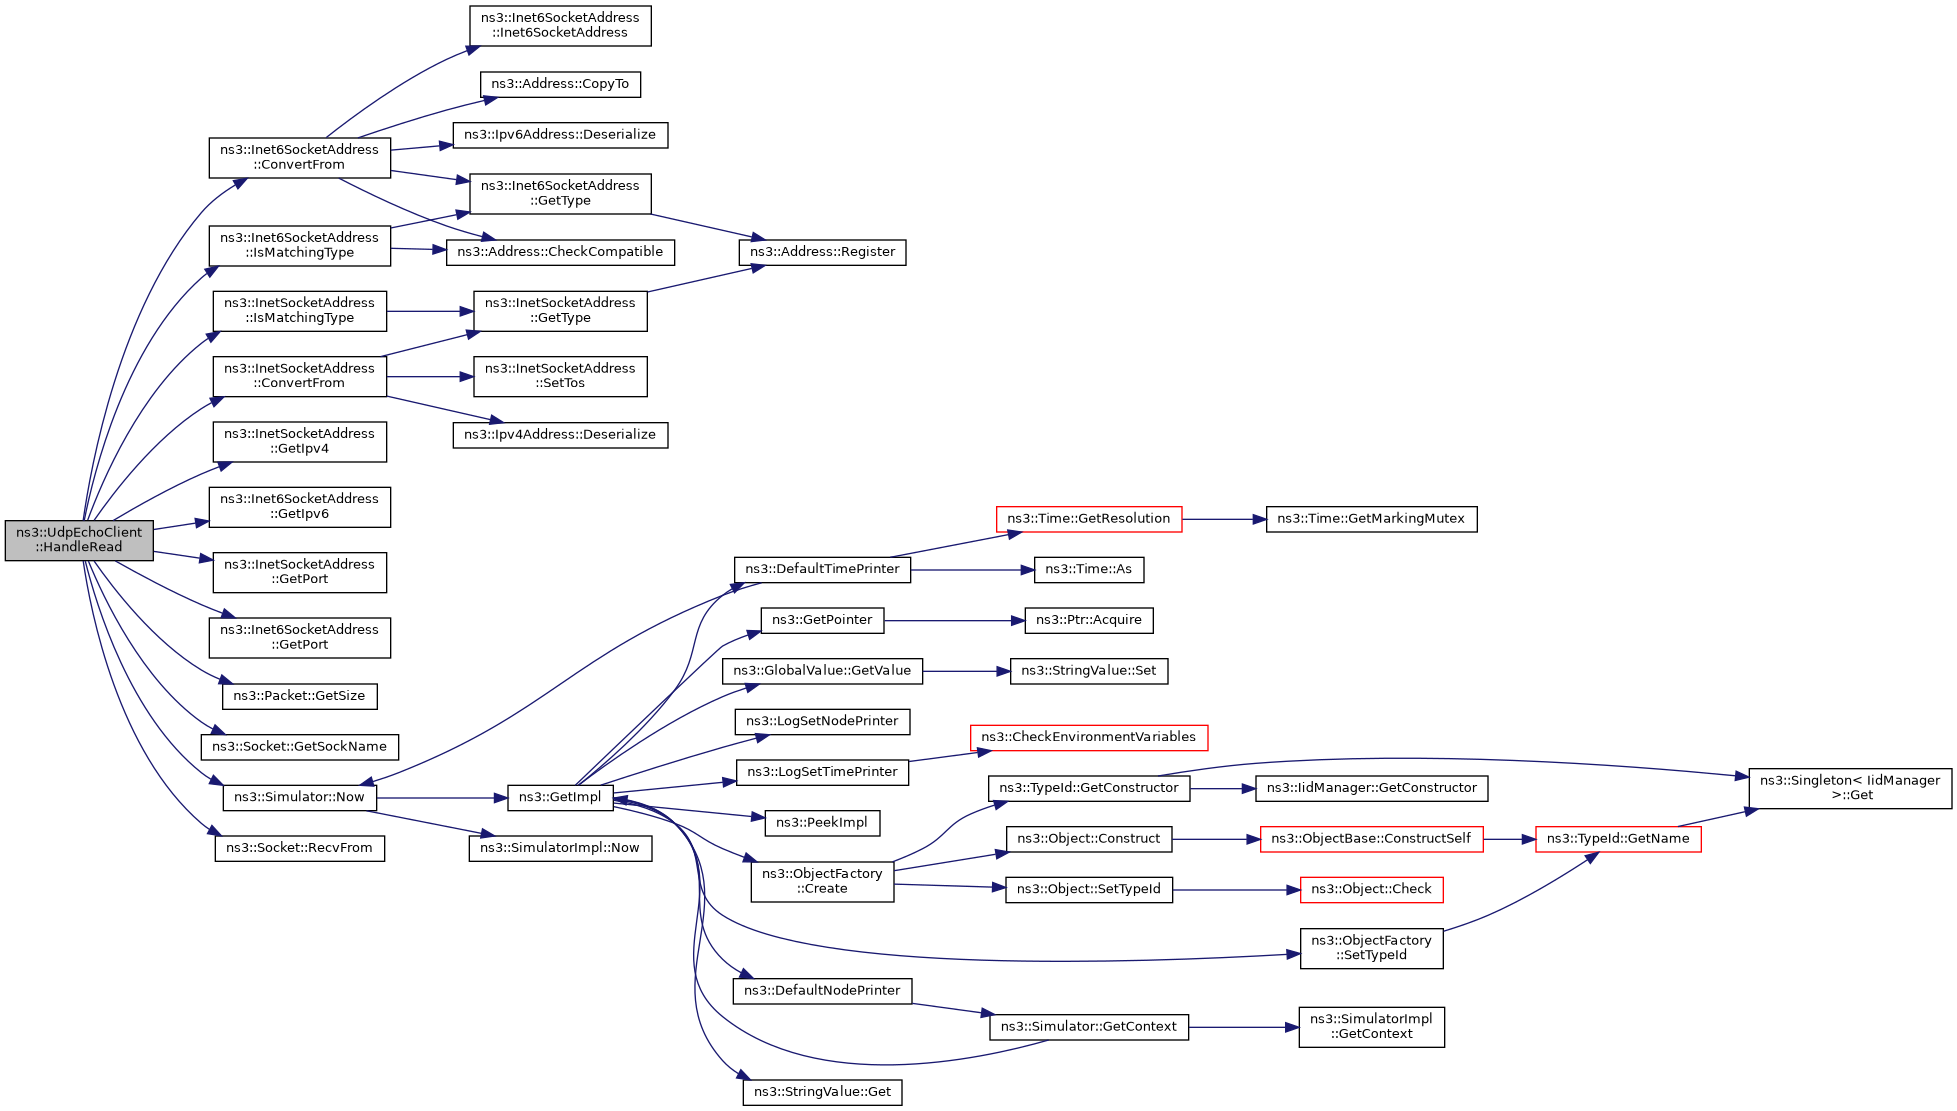 ns3::UdpEchoClient
::HandleRead
ns3::Inet6SocketAddress
::ConvertFrom
ns3::Inet6SocketAddress
::IsMatchingType
ns3::InetSocketAddress
::IsMatchingType
ns3::InetSocketAddress
::ConvertFrom
ns3::InetSocketAddress
::GetIpv4
ns3::Inet6SocketAddress
::GetIpv6
ns3::InetSocketAddress
::GetPort
ns3::Inet6SocketAddress
::GetPort
ns3::Packet::GetSize
ns3::Socket::GetSockName
ns3::Simulator::Now
ns3::Socket::RecvFrom
ns3::Inet6SocketAddress
::Inet6SocketAddress
ns3::Address::CopyTo
ns3::Ipv6Address::Deserialize
ns3::Inet6SocketAddress
::GetType
ns3::Address::CheckCompatible
ns3::InetSocketAddress
::GetType
ns3::InetSocketAddress
::SetTos
ns3::Ipv4Address::Deserialize
ns3::GetImpl
ns3::SimulatorImpl::Now
ns3::Address::Register
ns3::DefaultTimePrinter
ns3::GetPointer
ns3::GlobalValue::GetValue
ns3::LogSetNodePrinter
ns3::LogSetTimePrinter
ns3::PeekImpl
ns3::ObjectFactory
::Create
ns3::DefaultNodePrinter
ns3::StringValue::Get
ns3::Time::GetResolution
ns3::Time::As
ns3::Ptr::Acquire
ns3::StringValue::Set
ns3::CheckEnvironmentVariables
ns3::TypeId::GetConstructor
ns3::Object::Construct
ns3::Object::SetTypeId
ns3::Simulator::GetContext
ns3::Time::GetMarkingMutex
ns3::IidManager::GetConstructor
ns3::ObjectBase::ConstructSelf
ns3::Object::Check
ns3::ObjectFactory
::SetTypeId
ns3::SimulatorImpl
::GetContext
ns3::TypeId::GetName
ns3::Singleton< IidManager
>::Get